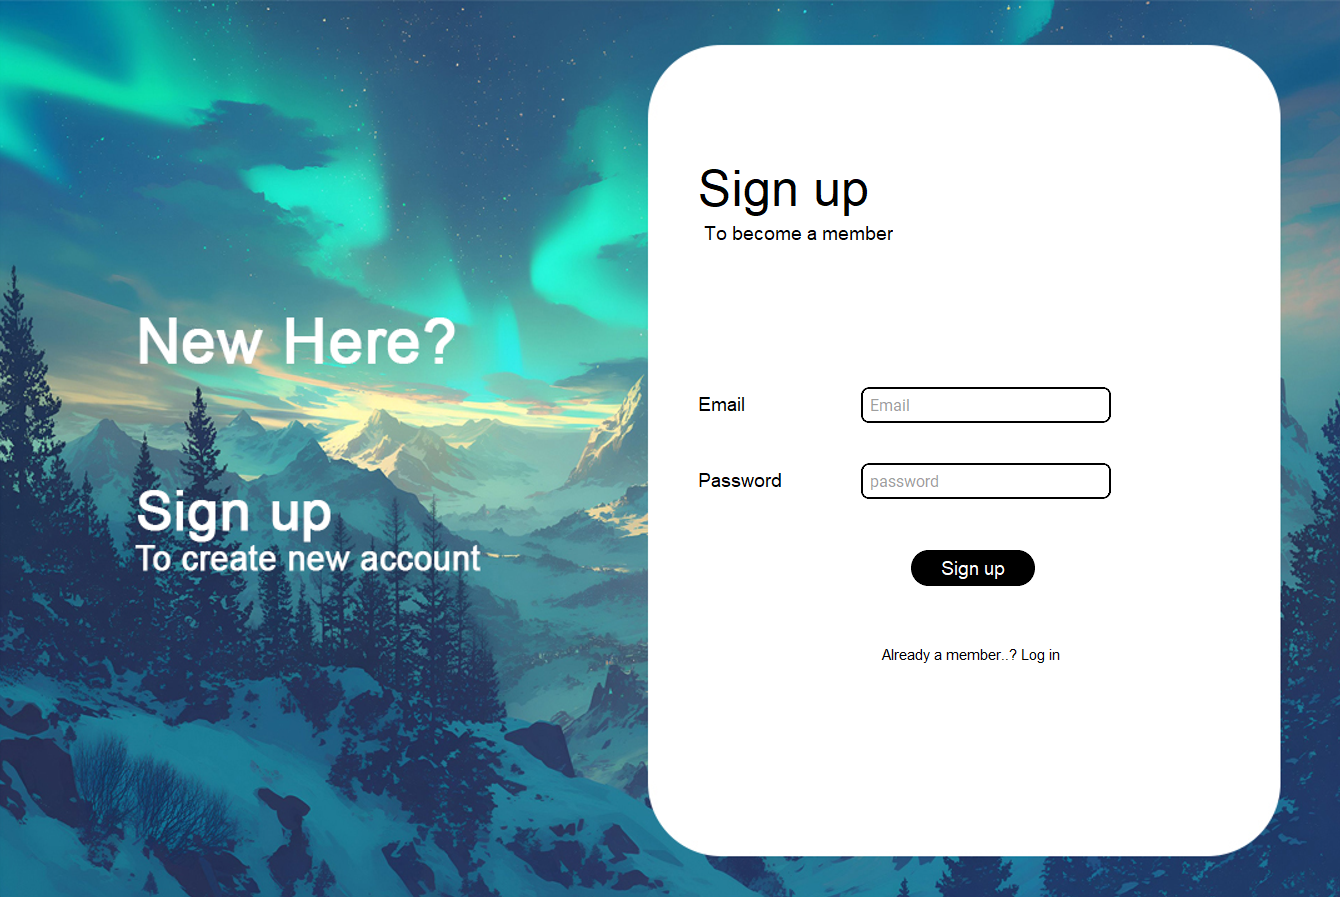 New Here?
Sign up
To create new account
Sign up
To become a member
Email
Email
Password
password
Sign up
Already a member..? Log in